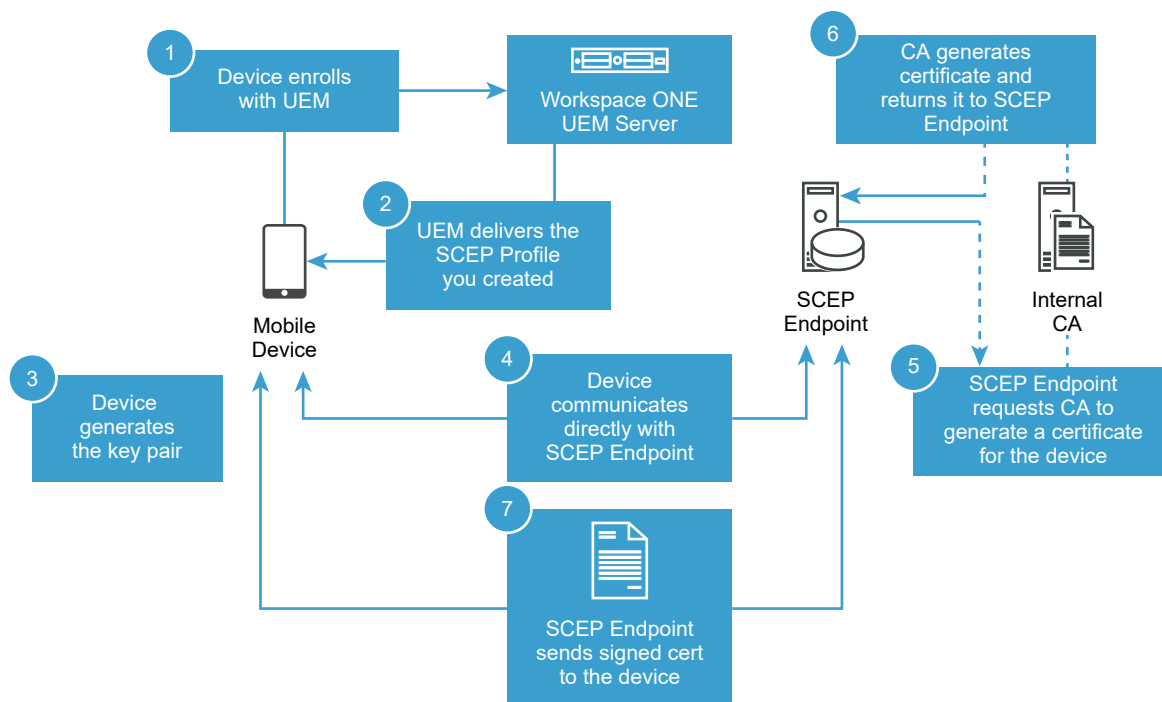 1
Device enrolls
with UEM
Workspace ONE
UEM Server
2
UEM delivers the
SCEP Profile
you created
Mobile
Device
3
Device
generates
the key pair
4
Device
communicates
directly with
SCEP Endpoint
SCEP
Endpoint
Internal
CA
5
SCEP Endpoint
requests CA to
generate a certificate
for the device
6
CA generates
certificate and
returns it to SCEP
Endpoint
7
SCEP Endpoint
sends signed cert
to the device